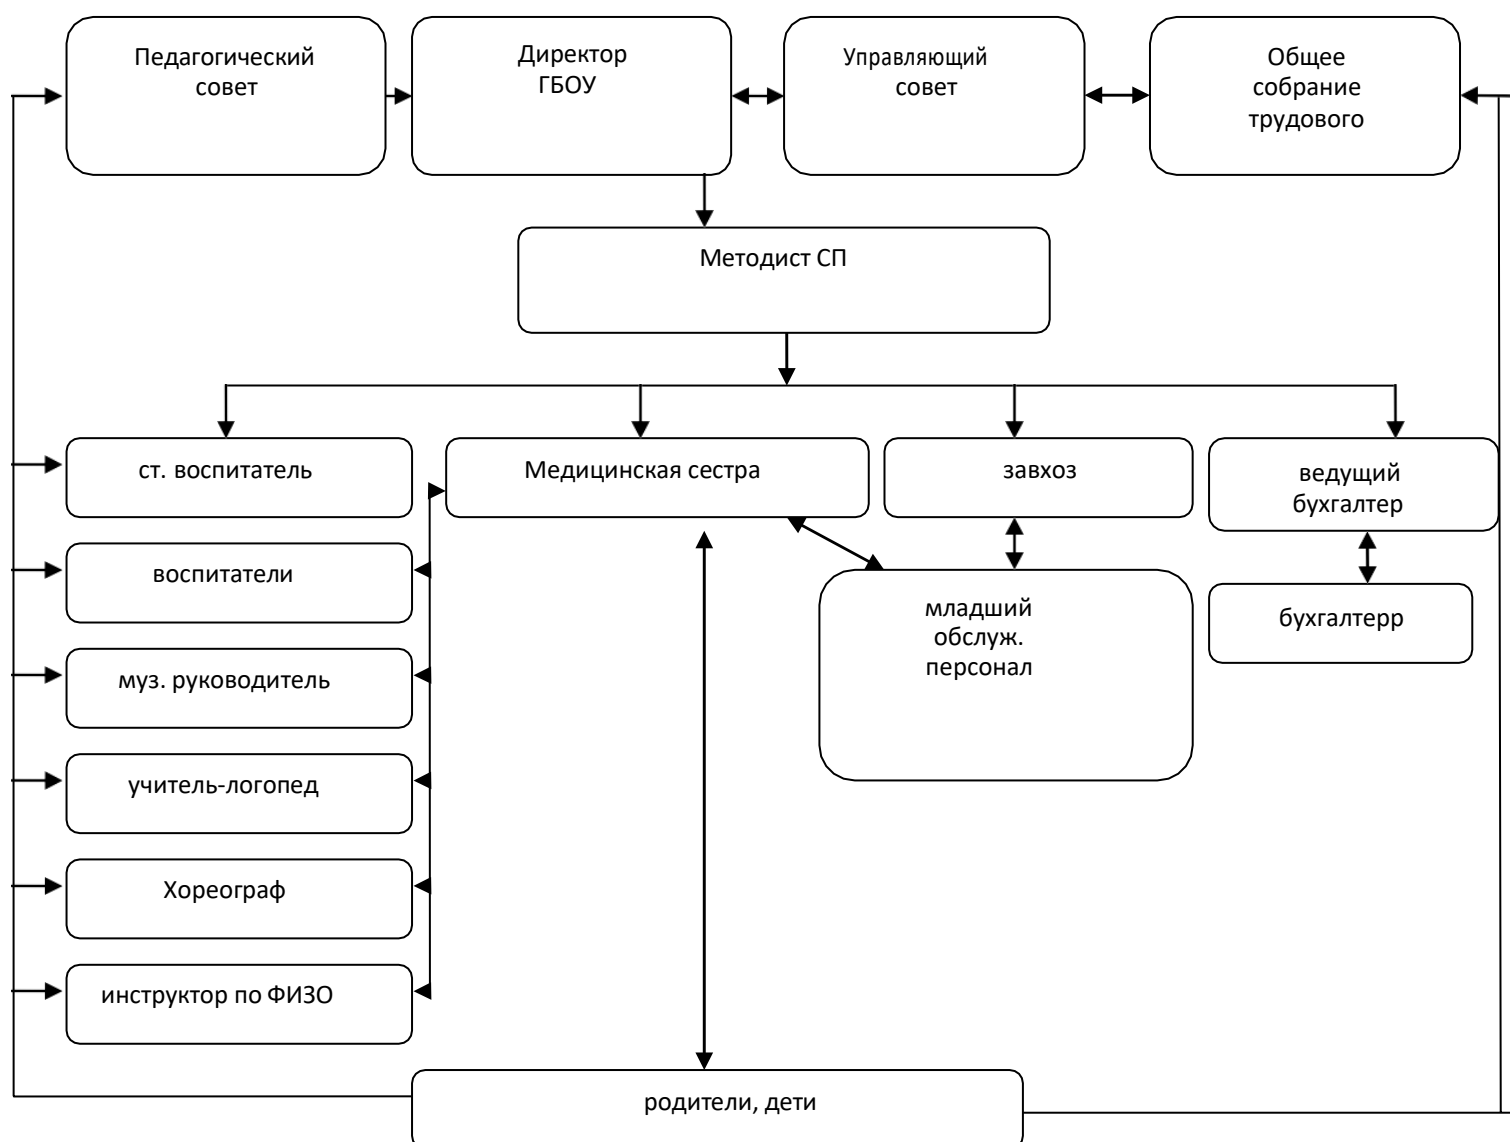 Педагогический
совет
Директор
ГБОУ
Управляющий
совет
Общее
собрание
трудового
Методист СП
ст. воспитатель
Медицинская сестра
завхоз
ведущий
бухгалтер
воспитатели
младший
обслуж.
персонал
бухгалтерр
муз. руководитель
учитель-логопед
Хореограф
инструктор по ФИЗО
родители, дети